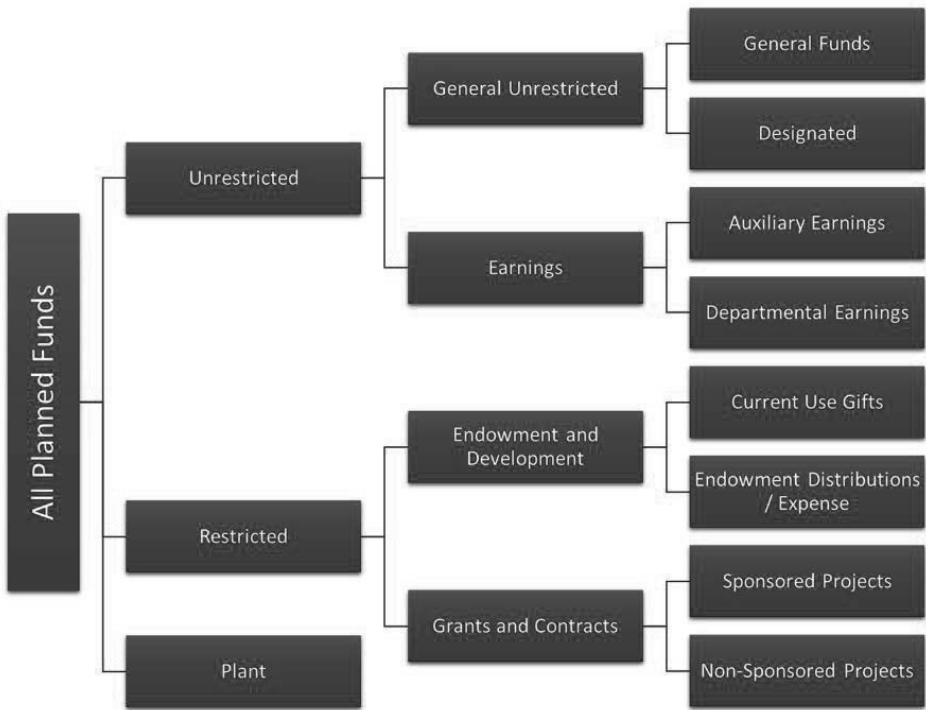 All Planned Funds
Unrestricted
General Unrestricted
General Funds
Designated
Earnings
Auxiliary Earnings
Departmental Earnings
Restricted
Endowment and
Development
Current Use Gifts
Endowment Distributions
/ Expense
Grants and Contracts
Sponsored Projects
Non-Sponsored Projects
Plant